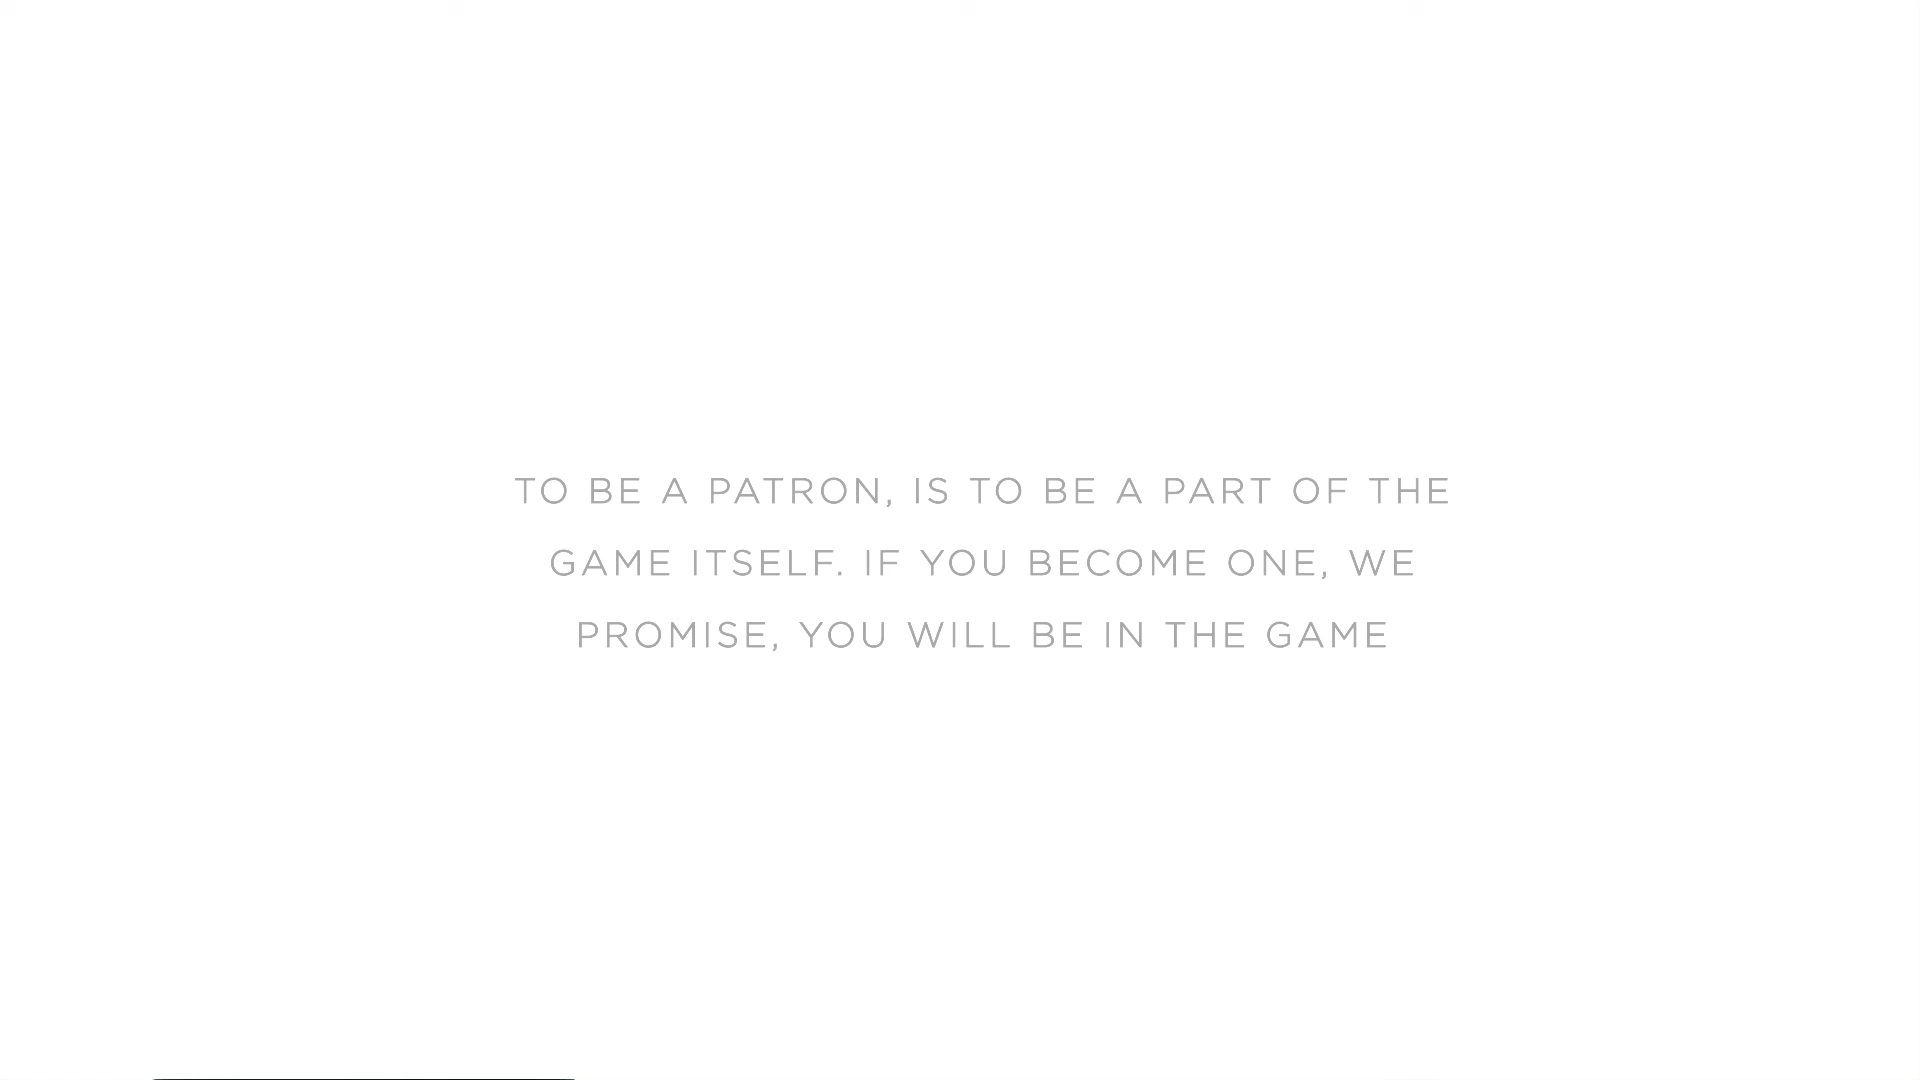 TO BE A PATRON, IS TO BE A PART OF THE
GAME ITSELF. IF YOU BECOME ONE, WE
PROMISE, YOU WILL BE IN THE GAME